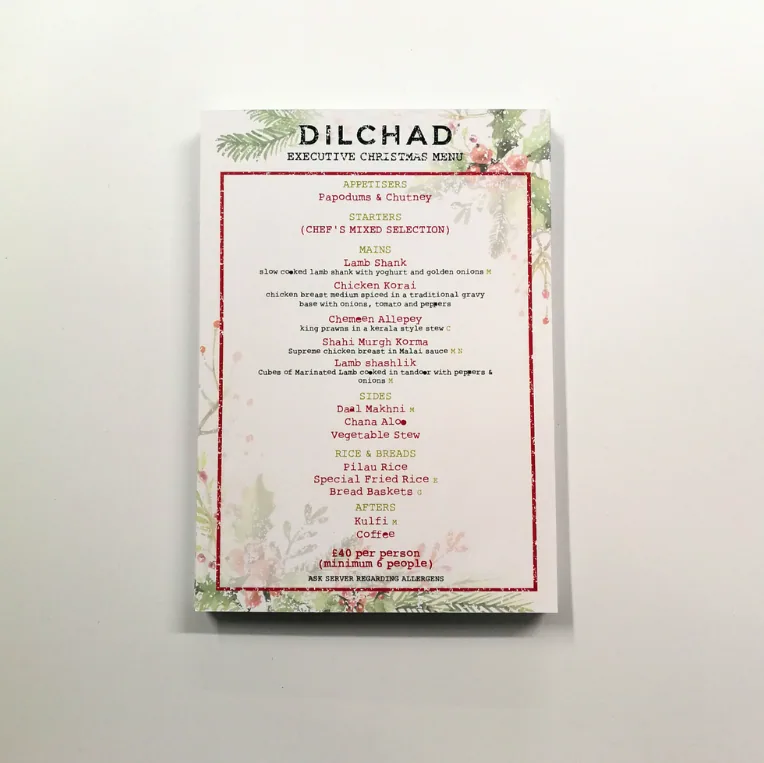 DILCHAD
EXECUTIVE CHRISTMAS MENU
APPETISERS
Papodums & Chutney
STARTERS
(CHEF'S MIXED SELECTION)
MAINS
Lamb Shank
slow cooked lamb shank with yoghurt and golden onions M
Chicken Korai
chicken breast medium spiced in a traditional gravy
base with onions, tomato and peppers
Chemeen Allepey
king prawns in a kerala style stew C
Shahi Murgh Korma
Supreme chicken breast in Malai sauce M N
Lamb shashlik
Cubes of Marinated Lamb cooked in tandoor with peppers &
onions M
SIDES
Daal Makhni M
Chana Aloo
Vegetable Stew
RICE & BREADS
Pilau Rice
Special Fried Rice E
Bread Baskets G
AFTERS
Kulfi M
Coffee
£40 per person
(minimum 6 people)
ASK SERVER REGARDING ALLERGENS